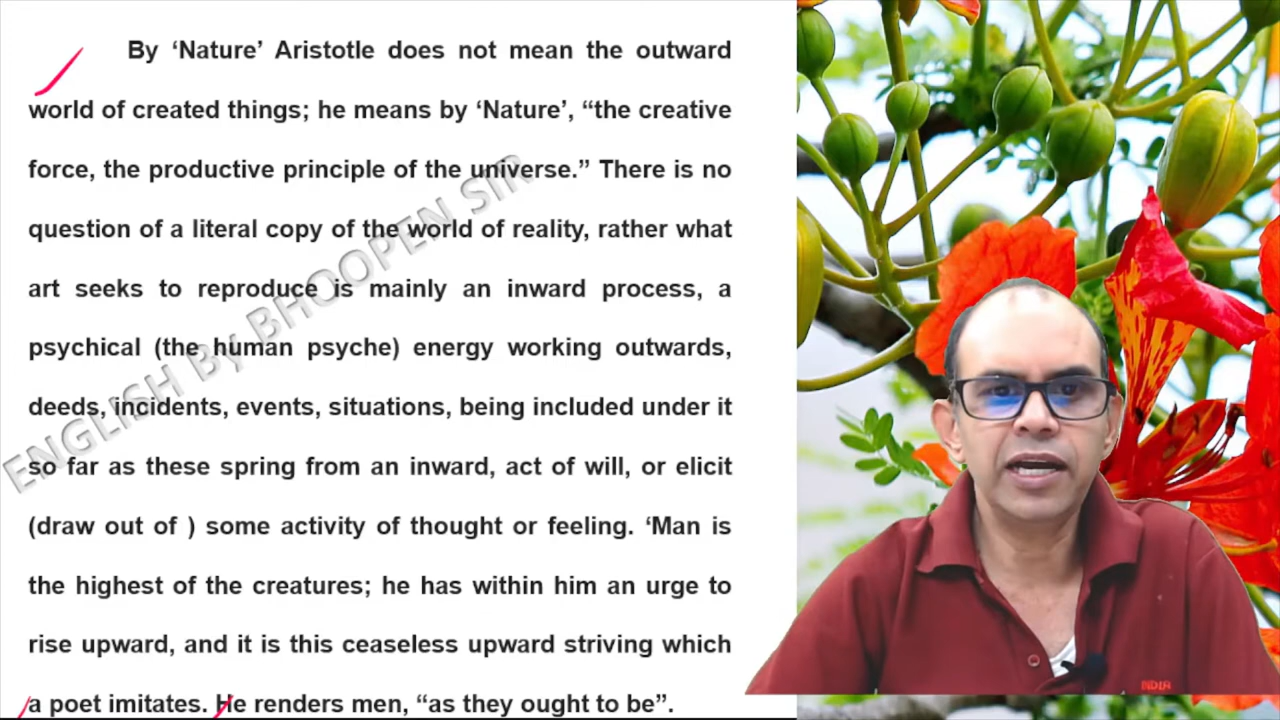 By ‘Nature’ Aristotle does not mean the outward
world of created things; he means by ‘Nature’, “the creative
force, the productive principle of the universe.” There is no
question of a literal copy of the world of reality, rather what
art seeks to reproduce is mainly an inward process, a
psychical (the human psyche) energy working outwards,
deeds, incidents, events, situations, being included under it
so far as these spring from an inward, act of will, or elicit
(draw out of ) some activity of thought or feeling. ‘Man is
the highest of the creatures; he has within him an urge to
rise upward, and it is this ceaseless upward striving which
a poet imitates. He renders men, “as they ought to be”.
ENGLISH By BHOOPEN SIR
INDIA